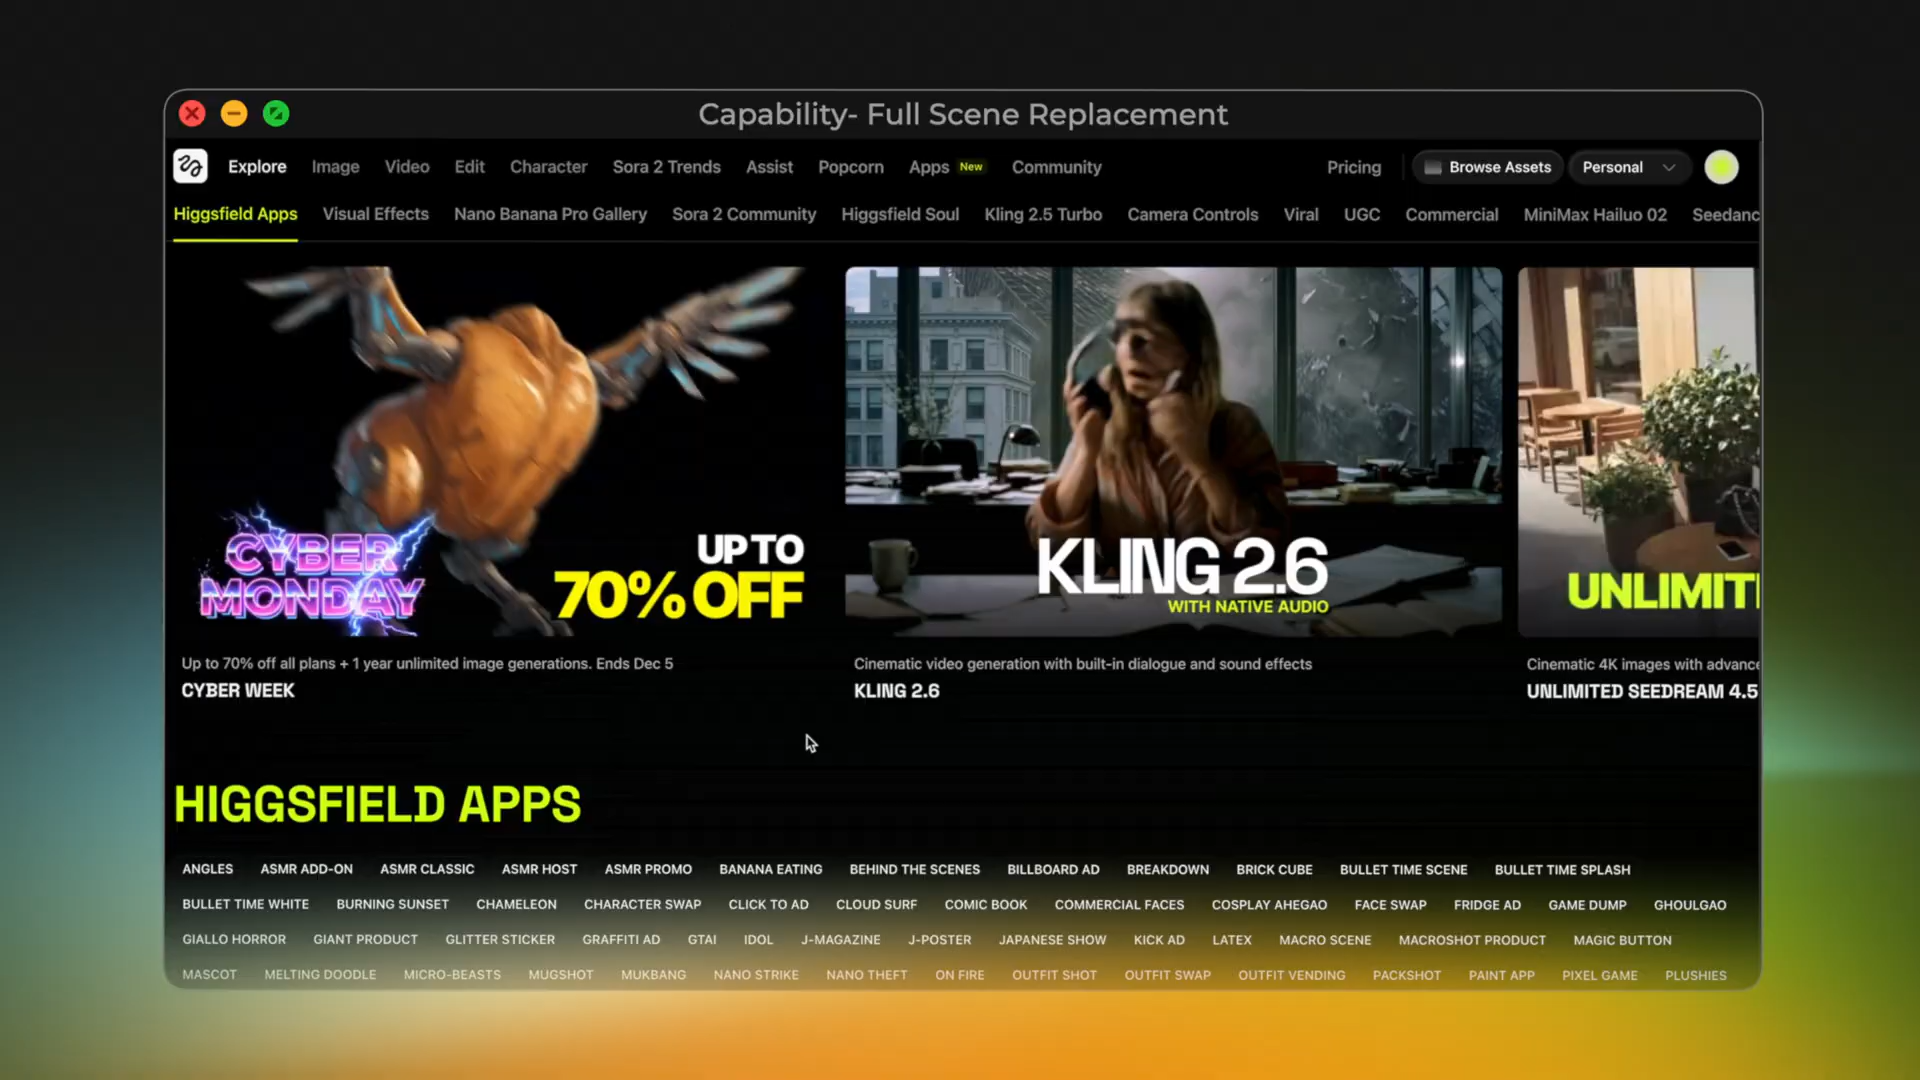 Capability- Full Scene Replacement
Explore Image Video Edit Character Sora 2 Trends Assist Popcorn Apps New Community Pricing Browse Assets Personal
Higgsfield Apps Visual Effects Nano Banana Pro Gallery Sora 2 Community Higgsfield Soul Kling 2.5 Turbo Camera Controls Viral UGC Commercial MiniMax Hailuo 02 Seedanc
CYBER
MONDAY
UP TO
70% OFF
KLING 2.6
WITH NATIVE AUDIO
UNLIMIT
Up to 70% off all plans + 1 year unlimited image generations. Ends Dec 5
CYBER WEEK
Cinematic video generation with built-in dialogue and sound effects
KLING 2.6
Cinematic 4K images with advance
UNLIMITED SEEDREAM 4.5
HIGGSFIELD APPS
ANGLES ASMR ADD-ON ASMR CLASSIC ASMR HOST ASMR PROMO BANANA EATING BEHIND THE SCENES BILLBOARD AD BREAKDOWN BRICK CUBE BULLET TIME SCENE BULLET TIME SPLASH
BULLET TIME WHITE BURNING SUNSET CHAMELEON CHARACTER SWAP CLICK TO AD CLOUD SURF COMIC BOOK COMMERCIAL FACES COSPLAY AHEGAO FACE SWAP FRIDGE AD GAME DUMP GHOULGAO
GIALLO HORROR GIANT PRODUCT GLITTER STICKER GRAFFITI AD GTAI IDOL J-MAGAZINE J-POSTER JAPANESE SHOW KICK AD LATEX MACRO SCENE MACROSHOT PRODUCT MAGIC BUTTON
MASCOT MELTING DOODLE MICRO-BEASTS MUGSHOT MUKBANG NANO STRIKE NANO THEFT ON FIRE OUTFIT SHOT OUTFIT SWAP OUTFIT VENDING PACKSHOT PAINT APP PIXEL GAME PLUSHIES